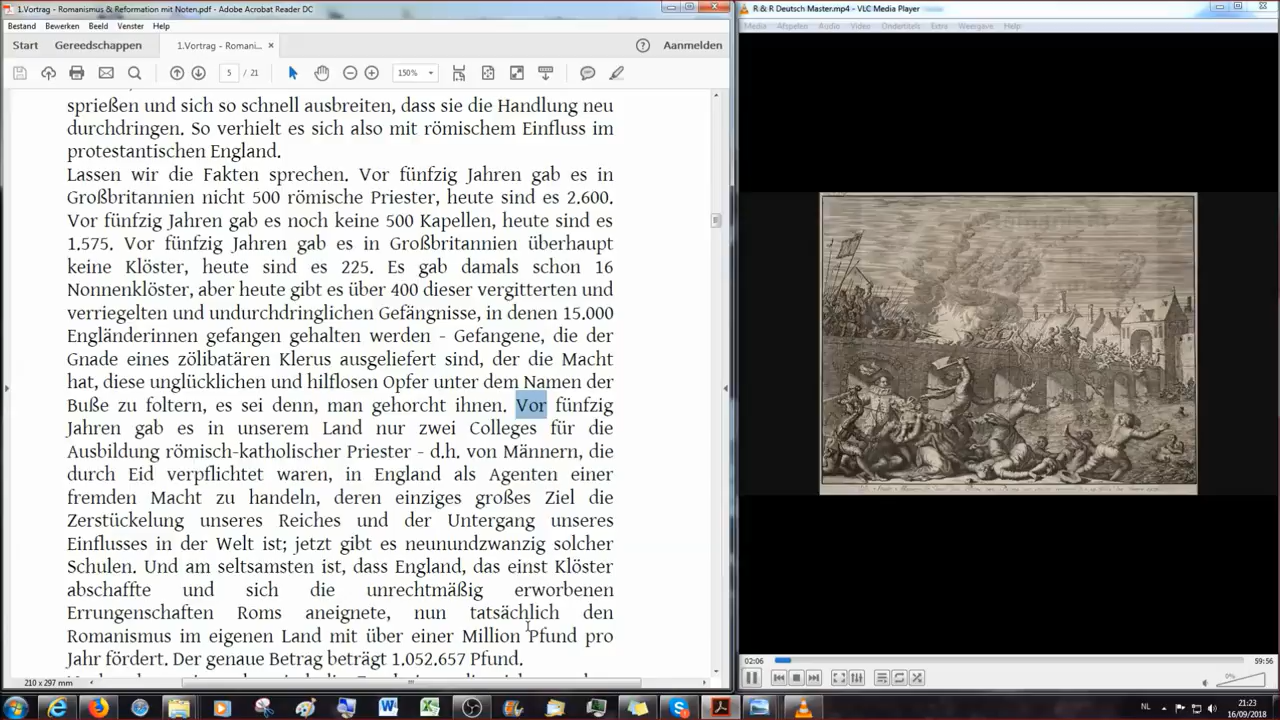 1.Vortrag - Romanismus & Reformation mit Noten.pdf - Adobe Acrobat Reader DC
Bestand Bewerken Beeld Venster Help
Start Gereedschappen 1.Vortrag - Romani... × Aanmelden
5 / 21 150%
sprießen und sich so schnell ausbreiten, dass sie die Handlung neu
durchdringen. So verhielt es sich also mit römischem Einfluss im
protestantischen England.
Lassen wir die Fakten sprechen. Vor fünfzig Jahren gab es in
Großbritannien nicht 500 römische Priester, heute sind es 2.600.
Vor fünfzig Jahren gab es noch keine 500 Kapellen, heute sind es
1.575. Vor fünfzig Jahren gab es in Großbritannien überhaupt
keine Klöster, heute sind es 225. Es gab damals schon 16
Nonnenklöster, aber heute gibt es über 400 dieser vergitterten und
verriegelten und undurchdringlichen Gefängnisse, in denen 15.000
Engländerinnen gefangen gehalten werden - Gefangene, die der
Gnade eines zölibatären Klerus ausgeliefert sind, der die Macht
hat, diese unglücklichen und hilflosen Opfer unter dem Namen der
Buße zu foltern, es sei denn, man gehorcht ihnen. Vor fünfzig
Jahren gab es in unserem Land nur zwei Colleges für die
Ausbildung römisch-katholischer Priester - d.h. von Männern, die
durch Eid verpflichtet waren, in England als Agenten einer
fremden Macht zu handeln, deren einziges großes Ziel die
Zerstückelung unseres Reiches und der Untergang unseres
Einflusses in der Welt ist; jetzt gibt es neunundzwanzig solcher
Schulen. Und am seltsamsten ist, dass England, das einst Klöster
abschaffte und sich die unrechtmäßig erworbenen
Errungenschaften Roms aneignete, nun tatsächlich den
Romanismus im eigenen Land mit über einer Million Pfund pro
Jahr fördert. Der genaue Betrag beträgt 1.052.657 Pfund.
210 x 297 mm
R & R Deutsch Master.mp4 - VLC Media Player
Media Afspelen Audio Video Ondertitels Extra Weergave Help
02:06 59:56
0%
NL 21:23
16/09/2018